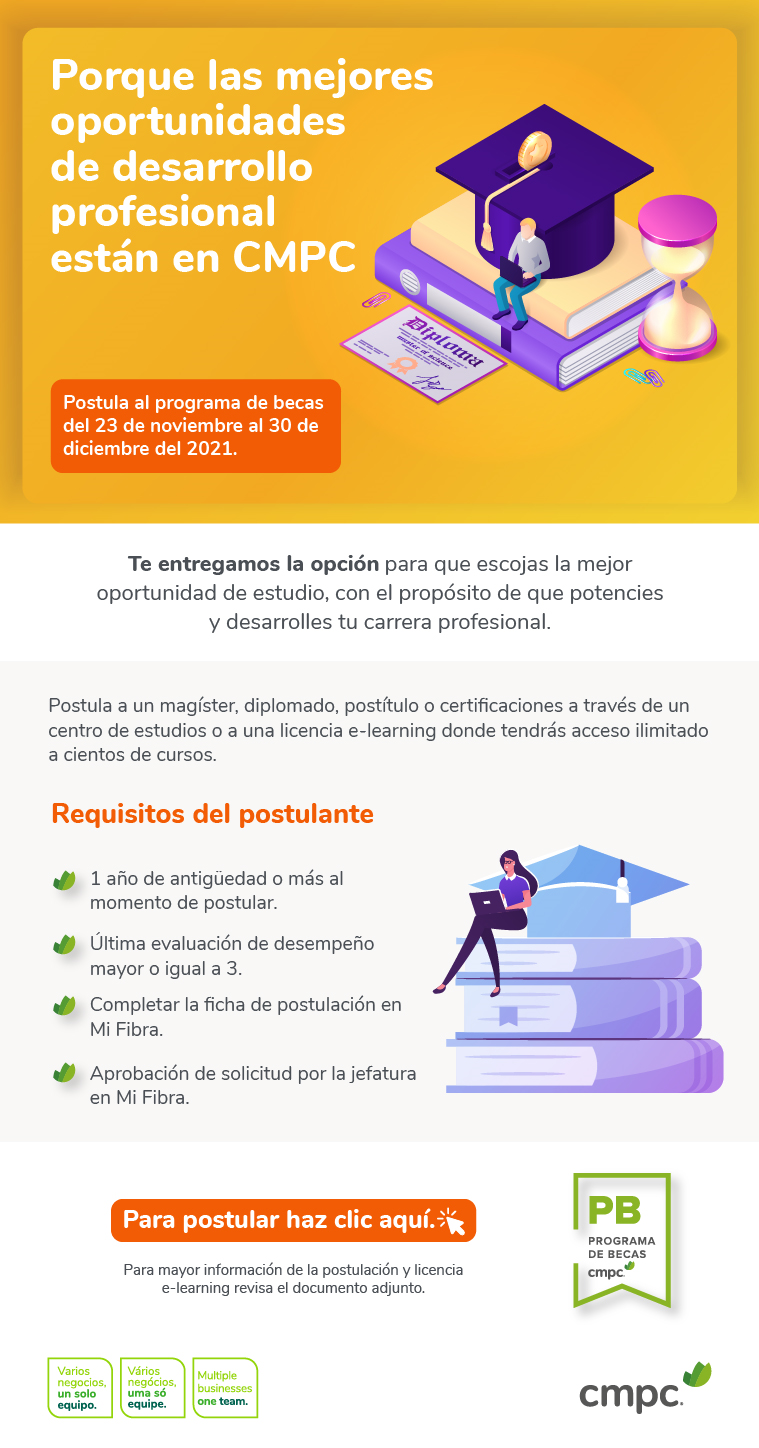 Porque las mejores
oportunidades
de desarrollo
profesional
están en CMPC
Diploma
master of science
Postula al programa de becas
del 23 de noviembre al 30 de
diciembre del 2021.
Te entregamos la opción para que escojas la mejor
oportunidad de estudio, con el propósito de que potencies
y desarrolles tu carrera profesional.
Postula a un magíster, diplomado, postítulo o certificaciones a través de un
centro de estudios o a una licencia e-learning donde tendrás acceso ilimitado
a cientos de cursos.
Requisitos del postulante
1 año de antigüedad o más al
momento de postular.
Última evaluación de desempeño
mayor o igual a 3.
Completar la ficha de postulación en
Mi Fibra.
Aprobación de solicitud por la jefatura
en Mi Fibra.
Para postular haz clic aquí.
Para mayor información de la postulación y licencia
e-learning revisa el documento adjunto.
PB
PROGRAMA
DE BECAS
cmpc
Varios
negocios,
un solo
equipo.
Vários
negócios,
uma só
equipe.
Multiple
businesses
one team.
cmpc.